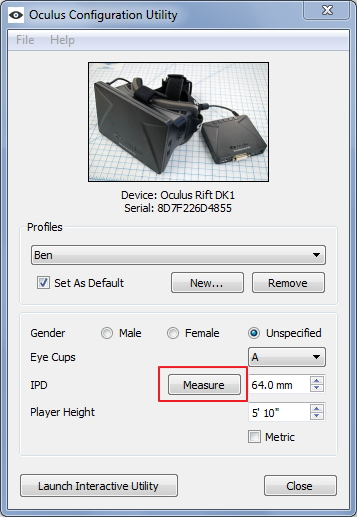 Oculus Configuration Utility
File Help
Device: Oculus Rift DK1
Serial: 8D7F226D4855
Profiles
Ben
Set As Default New... Remove
Gender Male Female Unspecified
Eye Cups A
IPD Measure 64.0 mm
Player Height 5' 10"
Metric
Launch Interactive Utility Close